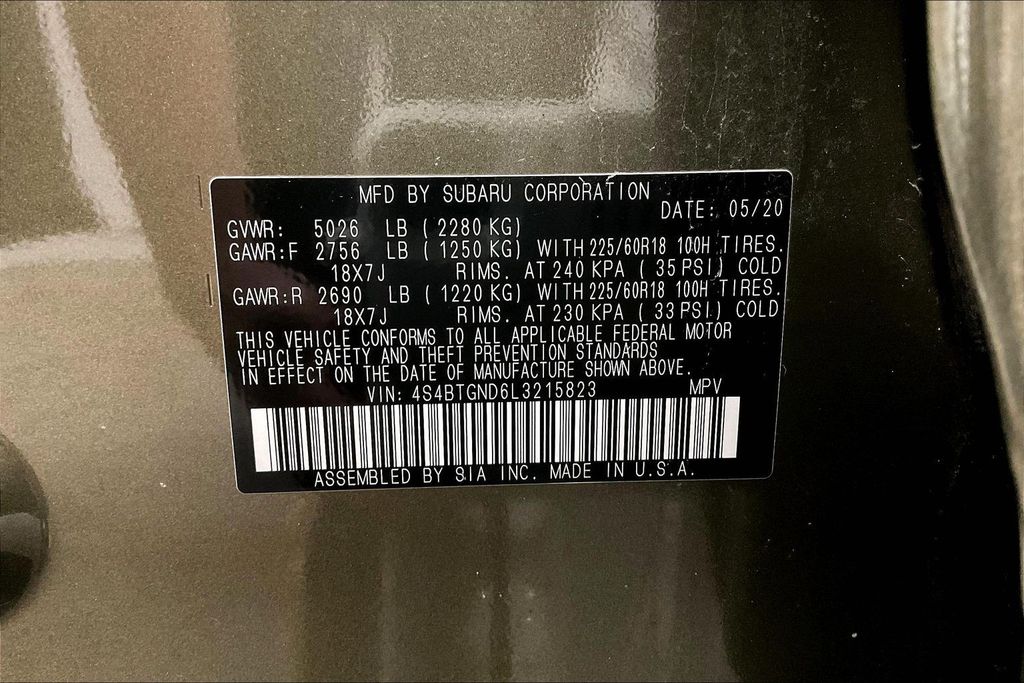 MFD BY SUBARU CORPORATION
DATE: 05/20
GVWR: 5026 LB (2280 KG)
GAWR:F 2756 LB (1250 KG) WITH 225/60R18 100H TIRES.
18X7J RIMS. AT 240 KPA (35 PSI) COLD
GAWR:R 2690 LB (1220 KG) WITH 225/60R18 100H TIRES.
18X7J RIMS. AT 230 KPA (33 PSI) COLD
THIS VEHICLE CONFORMS TO ALL APPLICABLE FEDERAL MOTOR
VEHICLE SAFETY AND THEFT PREVENTION STANDARDS
IN EFFECT ON THE DATE OF MANUFACTURE SHOWN ABOVE.
VIN: 4S4BTGND6L3215823 MPV
ASSEMBLED BY SIA INC. MADE IN U.S.A.